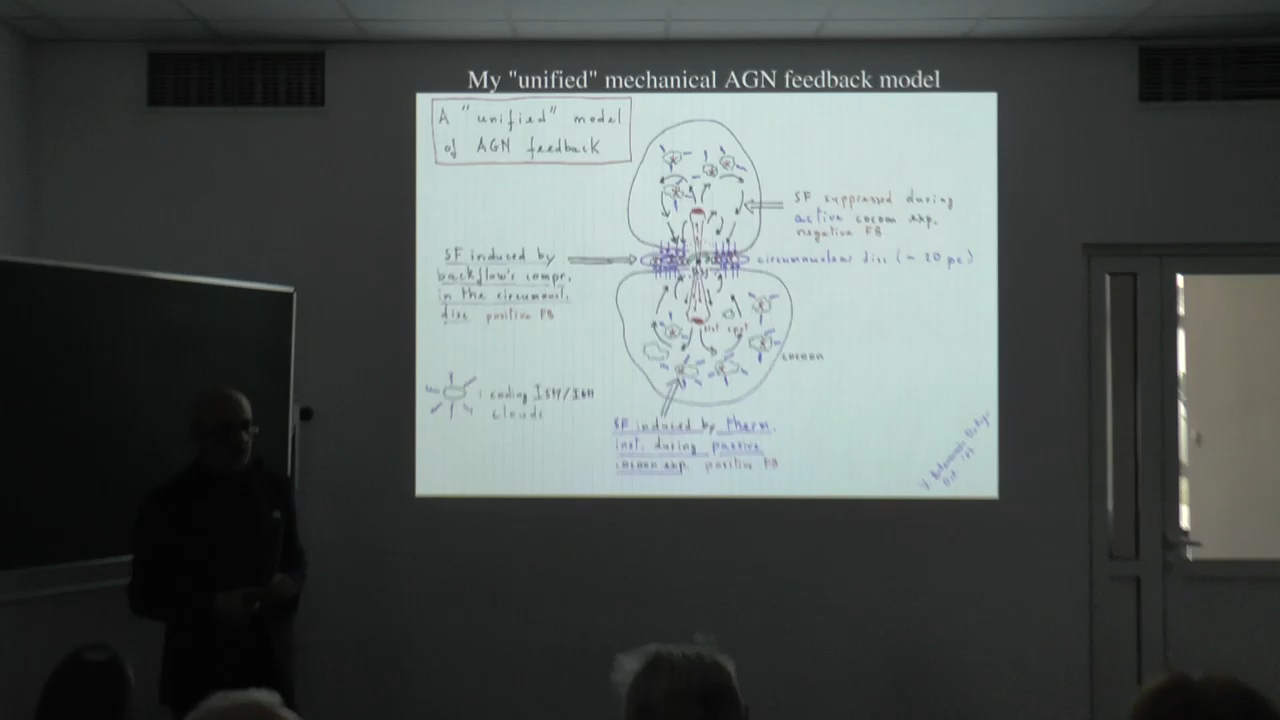 My "unified" mechanical AGN feedback model
A "unified" model
of AGN feedback
SF suppressed during
active cocoon exp.
negative FB
SF induced by
backflow's compr.
in the circumnucl.
disc positive FB
circumnuclear disc (~ 20 pc)
Hot spot
cocoon
: cooling ISM/IGM
clouds
SF induced by therm.
inst. during passive
cocoon exp. positive FB